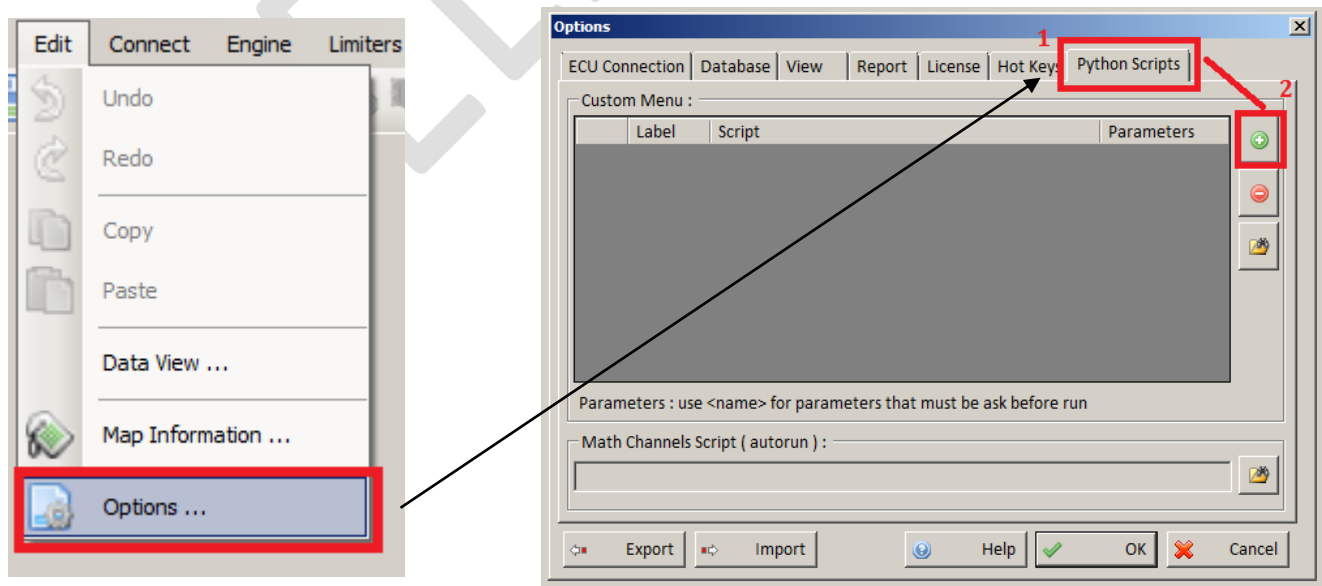 Edit Connect Engine Limiters
Undo
Redo
Copy
Paste
Data View ...
Map Information ...
Options ...
Options
1
ECU Connection Database View Report License Hot Keys Python Scripts
2
Custom Menu :
Label Script Parameters
Parameters : use <name> for parameters that must be ask before run
Math Channels Script ( autorun ) :
Export Import Help OK Cancel